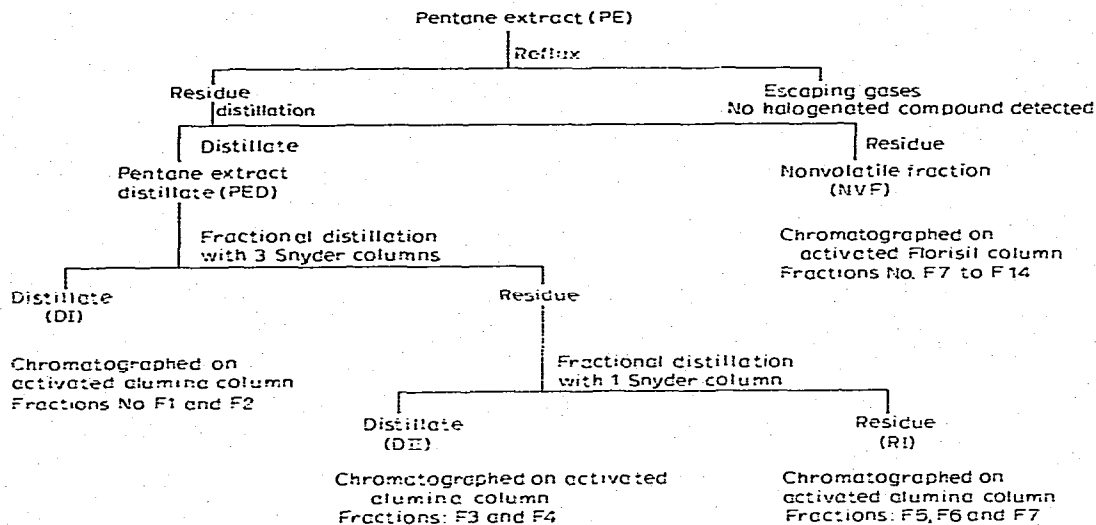 Pentane extract (PE)
Reflux
Residue
distillation
Escaping gases
No halogenated compound detected
Distillate
Residue
Pentane extract
distillate (PED)
Nonvolatile fraction
(NVF)
Fractional distillation
with 3 Snyder columns
Chromatographed on
activated Florisil column
Fractions No. F7 to F14
Distillate
(DI)
Residue
Chromatographed on
activated alumina column
Fractions No F1 and F2
Fractional distillation
with 1 Snyder column
Distillate
(DII)
Residue
(RI)
Chromatographed on activated
alumina column
Fractions: F3 and F4
Chromatographed on
activated alumina column
Fractions: F5, F6 and F7